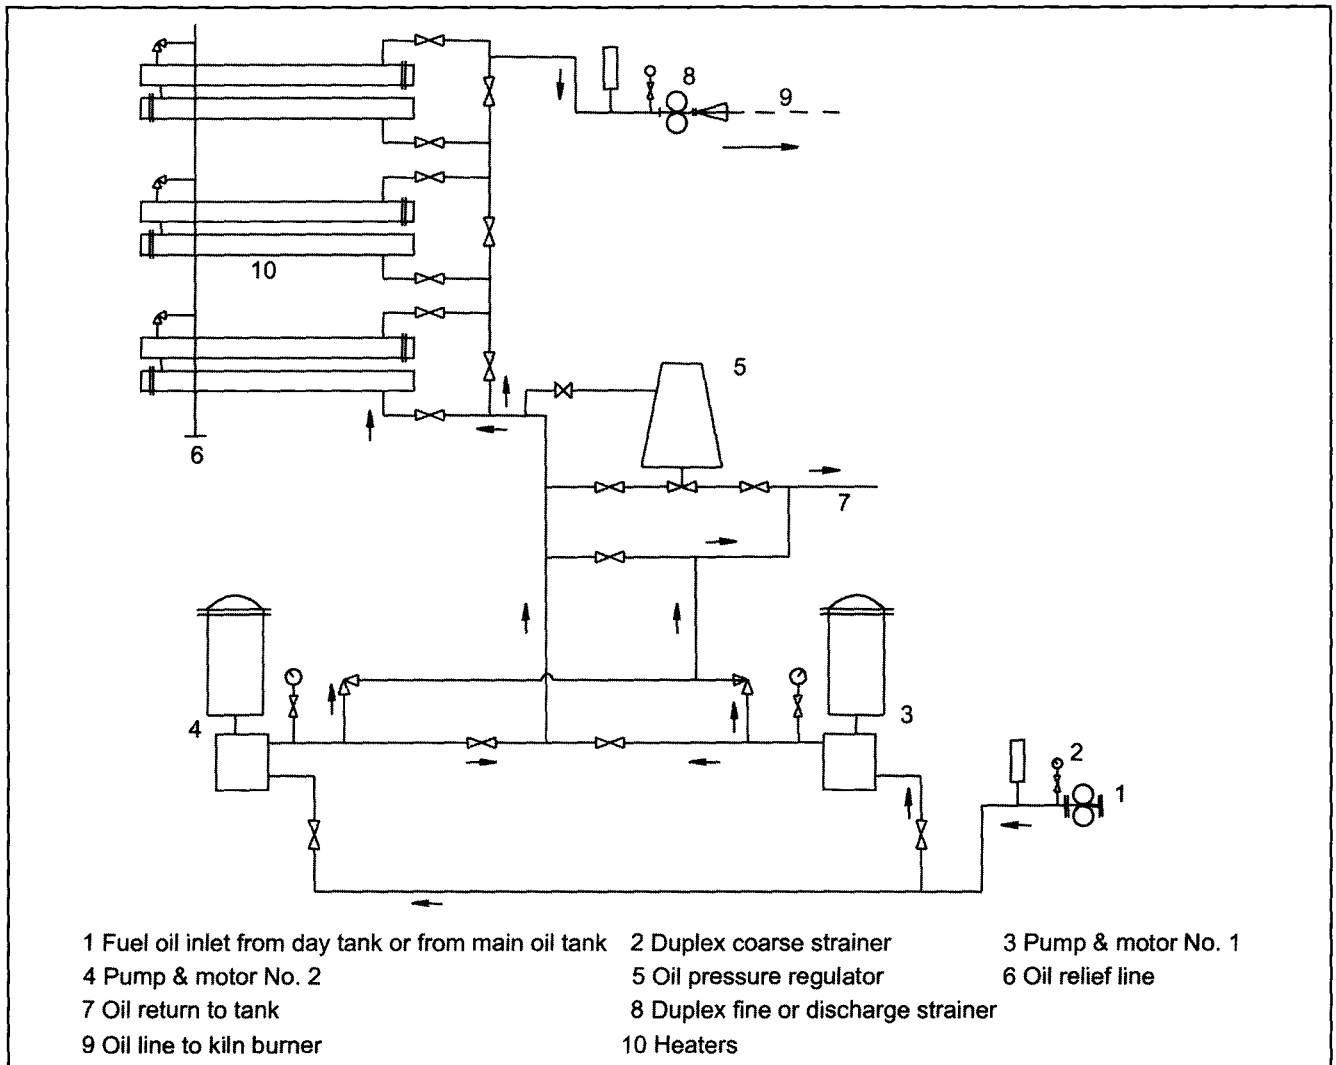 8
9
10
5
6
7
4
3
2
1
1 Fuel oil inlet from day tank or from main oil tank 2 Duplex coarse strainer 3 Pump & motor No. 1
4 Pump & motor No. 2 5 Oil pressure regulator 6 Oil relief line
7 Oil return to tank 8 Duplex fine or discharge strainer
9 Oil line to kiln burner 10 Heaters